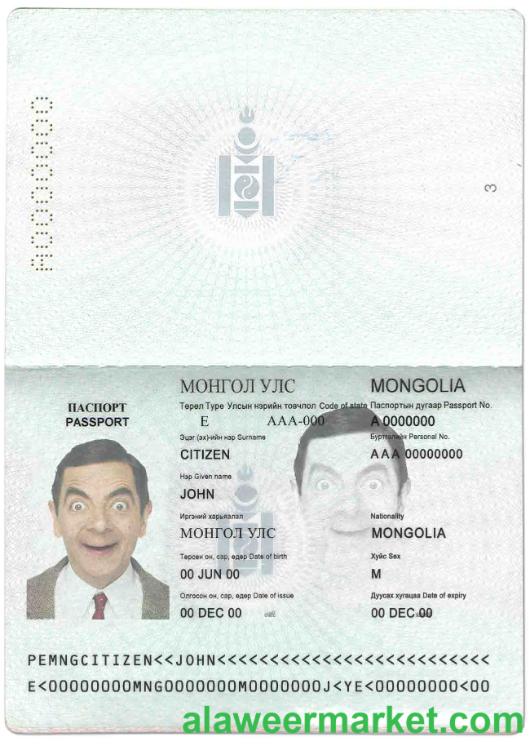 A0000000
3
МОНГОЛ УЛС MONGOLIA
ПАСПОРТ
PASSPORT
Төрөл Type Улсын нэрийн товчлол Code of state Паспортын дугаар Passport No.
E AAA-000 A 0000000
Эцэг (эх)-ийн нэр Surname Personal No.
CITIZEN AAA 00000000
Нэр Given name
JOHN
Иргэний харьяалал Nationality
МОНГОЛ УЛС MONGOLIA
Төрсөн он, сар, өдөр Date of birth Хүйс Sex
00 JUN 00 M
Олгосон он, сар, өдөр Date of issue Дуусах хугацаа Date of expiry
00 DEC 00 00 DEC 00
PEMNGCITIZEN<<JOHN<<<<<<<<<<<<<<<<<<<<<<<<<<
E<00000000MNG0000000M0000000J<YE<00000000<00
alaweermarket.com